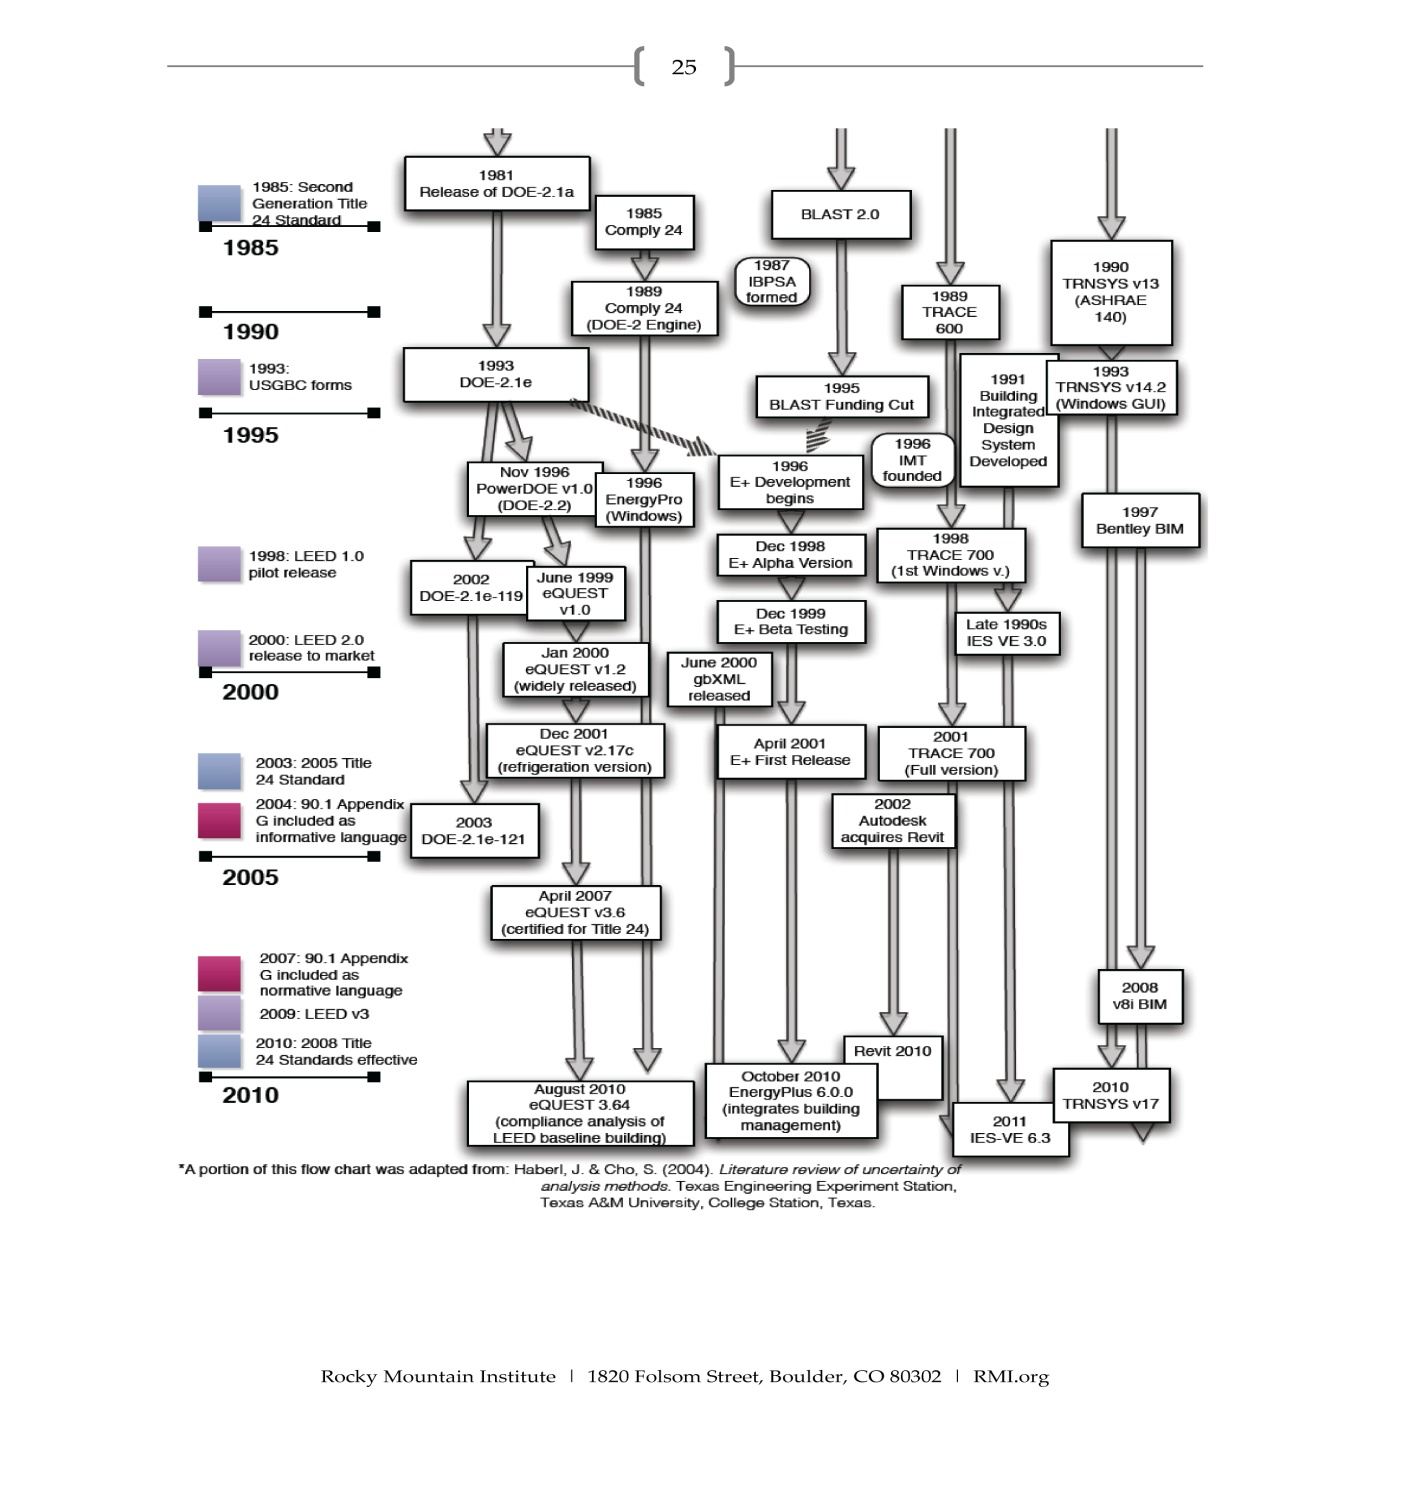 25
1981
Release of DOE-2.1a
1985: Second
Generation Title
24 Standard
1985
1985
Comply 24
BLAST 2.0
1987
IBPSA
formed
1989
Comply 24
(DOE-2 Engine)
1989
TRACE
600
1990
TRNSYS v13
(ASHRAE
140)
1990
1993:
USGBC forms
1993
DOE-2.1e
1995
BLAST Funding Cut
1991
Building
Integrated
Design
System
Developed
1993
TRNSYS v14.2
(Windows GUI)
1995
Nov 1996
PowerDOE v1.0
(DOE-2.2)
1996
EnergyPro
(Windows)
1996
E+ Development
begins
1996
IMT
founded
1997
Bentley BIM
1998: LEED 1.0
pilot release
2002
DOE-2.1e-119
June 1999
eQUEST
v1.0
Dec 1998
E+ Alpha Version
1998
TRACE 700
(1st Windows v.)
Dec 1999
E+ Beta Testing
Late 1990s
IES VE 3.0
2000: LEED 2.0
release to market
2000
Jan 2000
eQUEST v1.2
(widely released)
June 2000
gbXML
released
Dec 2001
eQUEST v2.17c
(refrigeration version)
April 2001
E+ First Release
2001
TRACE 700
(Full version)
2003: 2005 Title
24 Standard
2004: 90.1 Appendix
G included as
informative language
2005
2003
DOE-2.1e-121
2002
Autodesk
acquires Revit
April 2007
eQUEST v3.6
(certified for Title 24)
2007: 90.1 Appendix
G included as
normative language
2009: LEED v3
2010: 2008 Title
24 Standards effective
2010
2008
v8i BIM
Revit 2010
August 2010
eQUEST 3.64
(compliance analysis of
LEED baseline building)
October 2010
EnergyPlus 6.0.0
(integrates building
management)
2011
IES-VE 6.3
2010
TRNSYS v17
*A portion of this flow chart was adapted from: Haberl, J. & Cho, S. (2004). Literature review of uncertainty of
analysis methods. Texas Engineering Experiment Station,
Texas A&M University, College Station, Texas.
Rocky Mountain Institute | 1820 Folsom Street, Boulder, CO 80302 | RMI.org